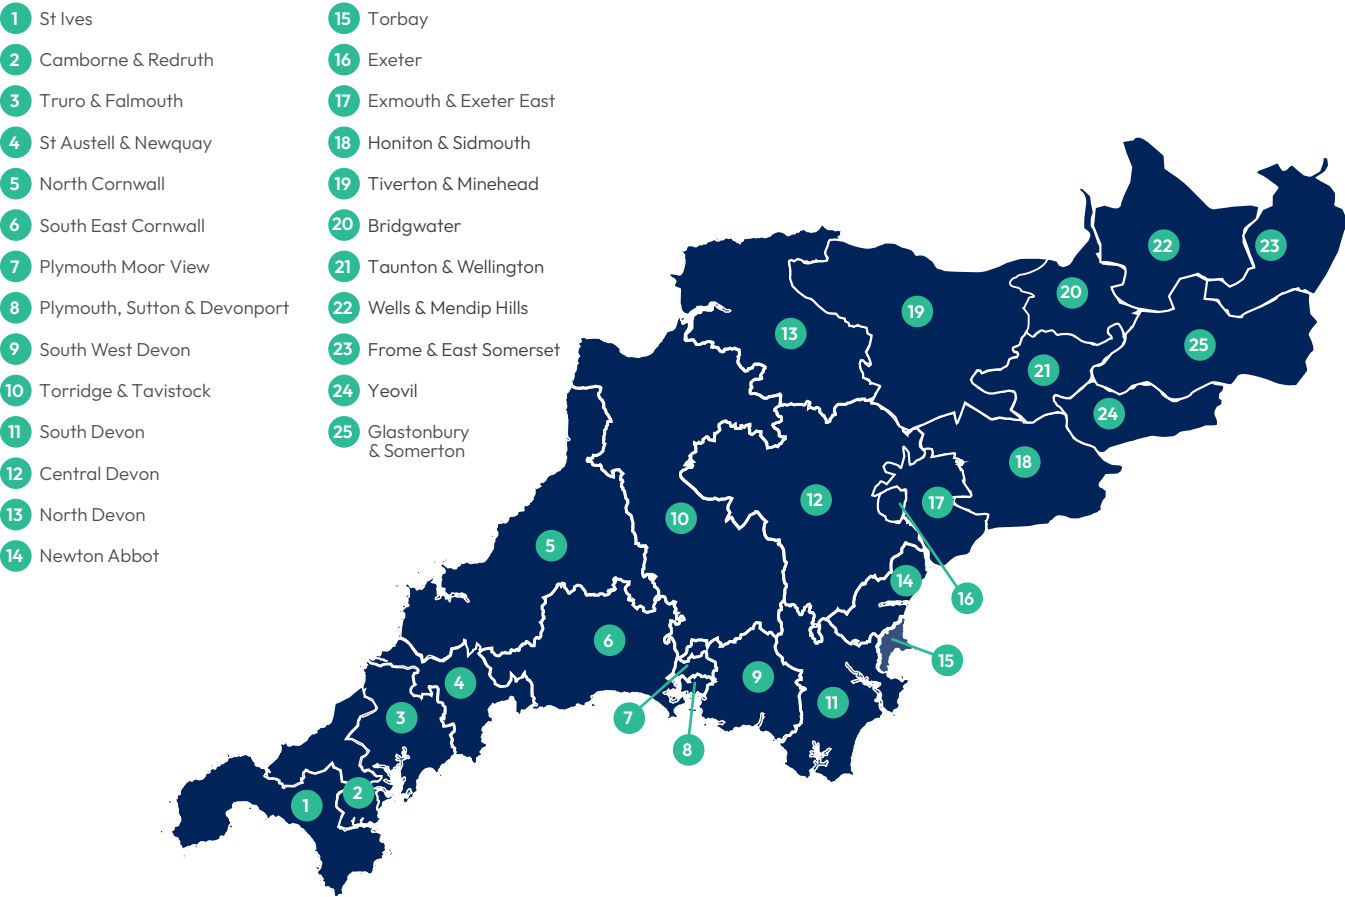 1 St Ives
2 Camborne & Redruth
3 Truro & Falmouth
4 St Austell & Newquay
5 North Cornwall
6 South East Cornwall
7 Plymouth Moor View
8 Plymouth, Sutton & Devonport
9 South West Devon
10 Torridge & Tavistock
11 South Devon
12 Central Devon
13 North Devon
14 Newton Abbot
15 Torbay
16 Exeter
17 Exmouth & Exeter East
18 Honiton & Sidmouth
19 Tiverton & Minehead
20 Bridgwater
21 Taunton & Wellington
22 Wells & Mendip Hills
23 Frome & East Somerset
24 Yeovil
25 Glastonbury
& Somerton
22
23
20
19
13
25
21
24
18
12
17
10
5
14
16
6
15
9
4
11
3
7
8
2
1